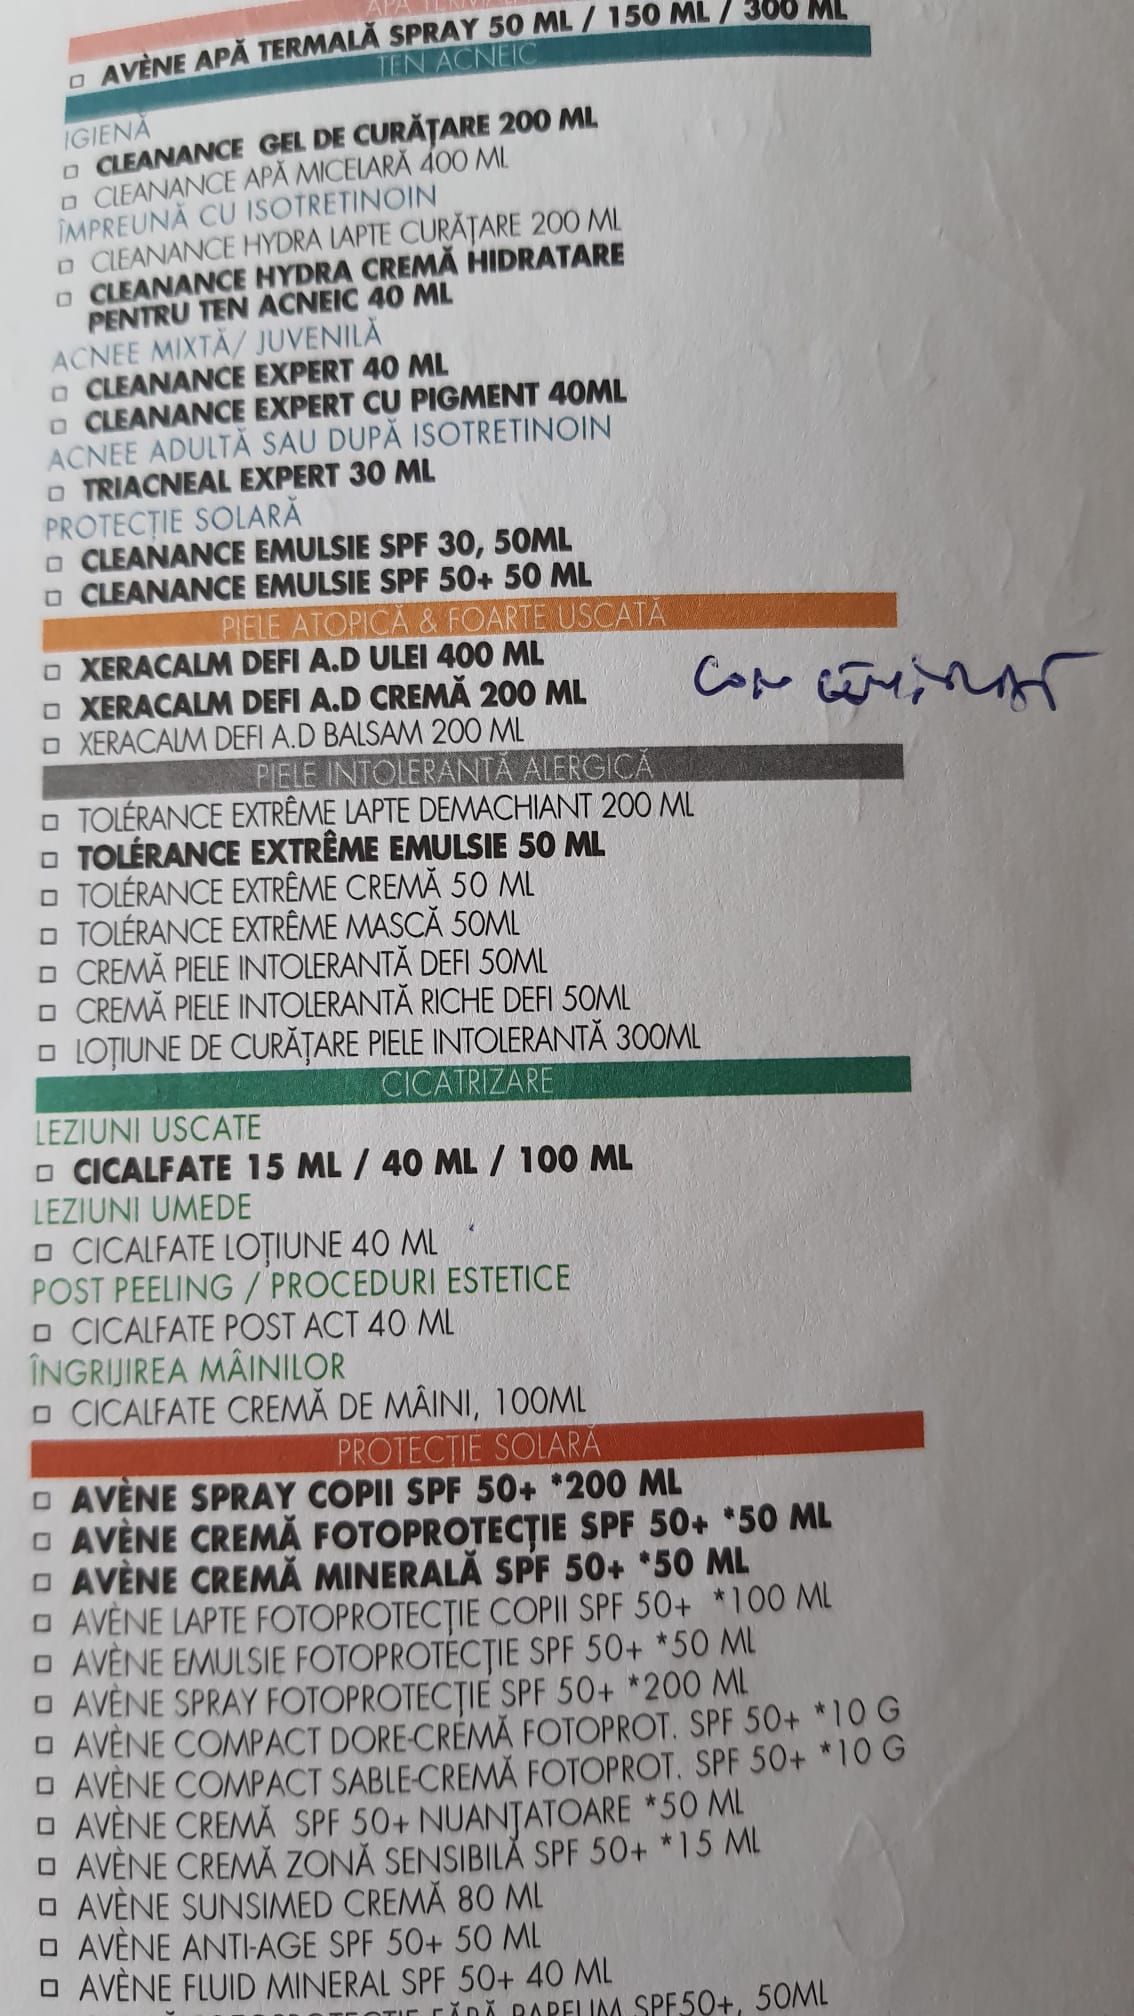 AVÈNE APĂ TERMALĂ SPRAY 50 ML / 150 ML / 300 ML
TEN ACNEIC
IGIENĂ
CLEANANCE GEL DE CURĂȚARE 200 ML
CLEANANCE APĂ MICELARĂ 400 ML
ÎMPREUNĂ CU ISOTRETINOIN
CLEANANCE HYDRA LAPTE CURĂȚARE 200 ML
CLEANANCE HYDRA CREMĂ HIDRATARE
PENTRU TEN ACNEIC 40 ML
ACNEE MIXTĂ/ JUVENILĂ
CLEANANCE EXPERT 40 ML
CLEANANCE EXPERT CU PIGMENT 40ML
ACNEE ADULTĂ SAU DUPĂ ISOTRETINOIN
TRIACNEAL EXPERT 30 ML
PROTECȚIE SOLARĂ
CLEANANCE EMULSIE SPF 30, 50ML
CLEANANCE EMULSIE SPF 50+ 50 ML
PIELE ATOPICĂ & FOARTE USCATĂ
XERACALM DEFI A.D ULEI 400 ML
XERACALM DEFI A.D CREMĂ 200 ML
XERACALM DEFI A.D BALSAM 200 ML
PIELE INTOLERANTĂ ALERGICĂ
TOLÉRANCE EXTRÊME LAPTE DEMACHIANT 200 ML
TOLÉRANCE EXTRÊME EMULSIE 50 ML
TOLÉRANCE EXTRÊME CREMĂ 50 ML
TOLÉRANCE EXTRÊME MASCĂ 50ML
CREMĂ PIELE INTOLERANTĂ DEFI 50ML
CREMĂ PIELE INTOLERANTĂ RICHE DEFI 50ML
LOȚIUNE DE CURĂȚARE PIELE INTOLERANTĂ 300ML
CICATRIZARE
LEZIUNI USCATE
CICALFATE 15 ML / 40 ML / 100 ML
LEZIUNI UMEDE
CICALFATE LOȚIUNE 40 ML
POST PEELING / PROCEDURI ESTETICE
CICALFATE POST ACT 40 ML
ÎNGRIJIREA MÂINILOR
CICALFATE CREMĂ DE MÂINI, 100ML
PROTECȚIE SOLARĂ
AVÈNE SPRAY COPII SPF 50+ *200 ML
AVÈNE CREMĂ FOTOPROTECȚIE SPF 50+ *50 ML
AVÈNE CREMĂ MINERALĂ SPF 50+ *50 ML
AVÈNE LAPTE FOTOPROTECȚIE COPII SPF 50+ *100 ML
AVÈNE EMULSIE FOTOPROTECȚIE SPF 50+ *50 ML
AVÈNE SPRAY FOTOPROTECȚIE SPF 50+ *200 ML
AVÈNE COMPACT DORE-CREMĂ FOTOPROT. SPF 50+ *10 G
AVÈNE COMPACT SABLE-CREMĂ FOTOPROT. SPF 50+ *10 G
AVÈNE CREMĂ SPF 50+ NUANȚATOARE *50 ML
AVÈNE CREMĂ ZONĂ SENSIBILĂ SPF 50+ *15 ML
AVÈNE SUNSIMED CREMĂ 80 ML
AVÈNE ANTI-AGE SPF 50+ 50 ML
AVÈNE FLUID MINERAL SPF 50+ 40 ML
FĂRĂ PARFUM SPF50+, 50ML